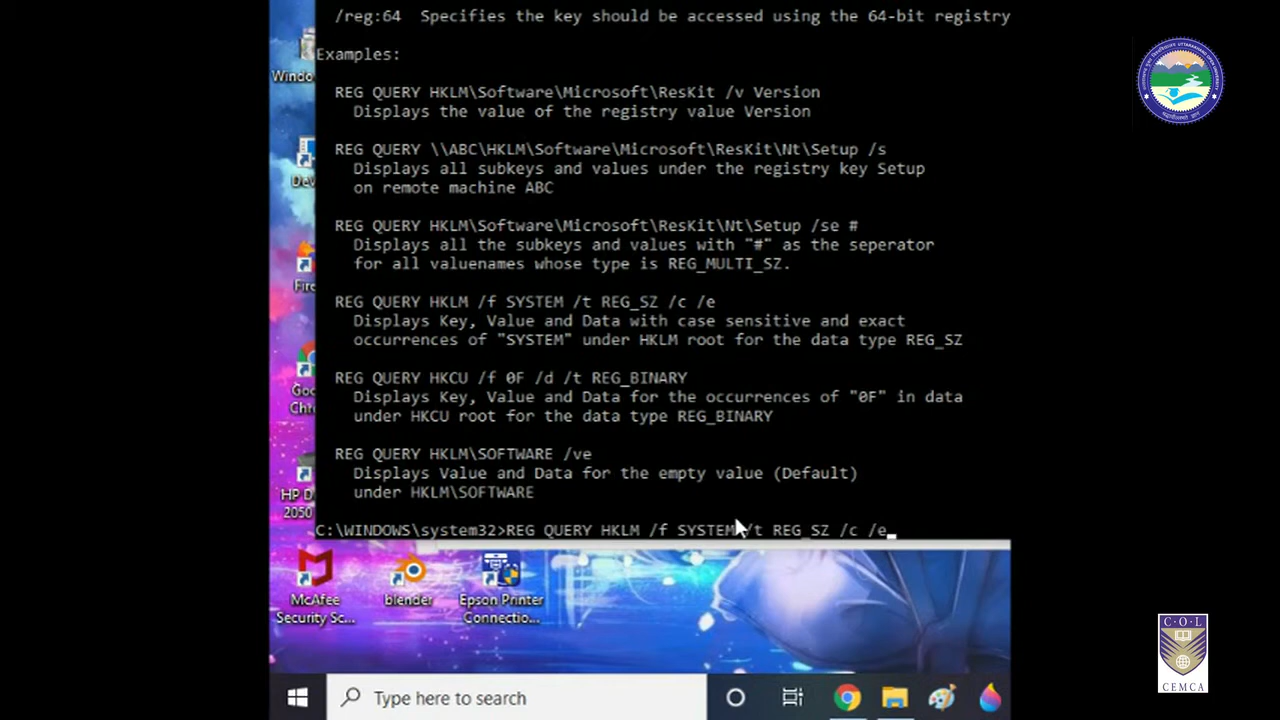 /reg:64 Specifies the key should be accessed using the 64-bit registry
Examples:
REG QUERY HKLM\Software\Microsoft\ResKit /v Version
Displays the value of the registry value Version
REG QUERY \\ABC\HKLM\Software\Microsoft\ResKit\Nt\Setup /s
Displays all subkeys and values under the registry key Setup
on remote machine ABC
REG QUERY HKLM\Software\Microsoft\ResKit\Nt\Setup /se #
Displays all the subkeys and values with "#" as the seperator
for all valuenames whose type is REG_MULTI_SZ.
REG QUERY HKLM /f SYSTEM /t REG_SZ /c /e
Displays Key, Value and Data with case sensitive and exact
occurrences of "SYSTEM" under HKLM root for the data type REG_SZ
REG QUERY HKCU /f 0F /d /t REG_BINARY
Displays Key, Value and Data for the occurrences of "0F" in data
under HKCU root for the data type REG_BINARY
REG QUERY HKLM\SOFTWARE /ve
Displays Value and Data for the empty value (Default)
under HKLM\SOFTWARE
C:\WINDOWS\system32>REG QUERY HKLM /f SYSTEM /t REG_SZ /c /e
Windo
Dev
Fire
Goo
Chr
HP D
2050
McAfee
Security Sc...
blender
Epson Printer
Connectio...
Type here to search
C·O·L
CEMCA